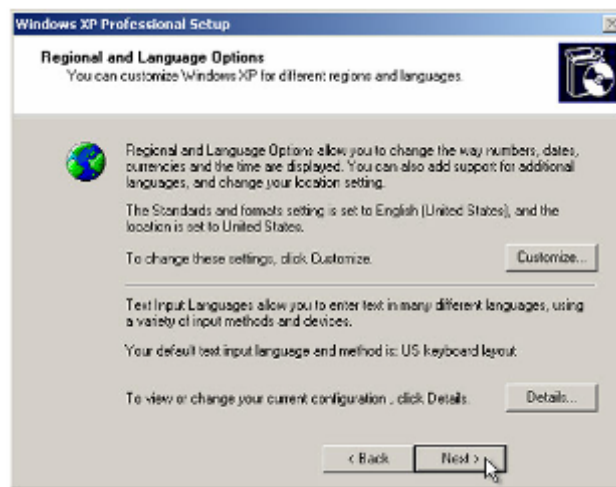 Windows XP Professional Setup
Regional and Language Options
You can customize Windows XP for different regions and languages.
Regional and Language Options allow you to change the way numbers, dates,
currencies and the time are displayed. You can also add support for additional
languages, and change your location setting.
The Standards and formats setting is set to English (United States), and the
location is set to United States.
To change these settings, click Customize.
Customize...
Text Input Languages allow you to enter text in many different languages, using
a variety of input methods and devices.
Your default text input language and method is: US keyboard layout
To view or change your current configuration , click Details.
Details...
< Back
Next >